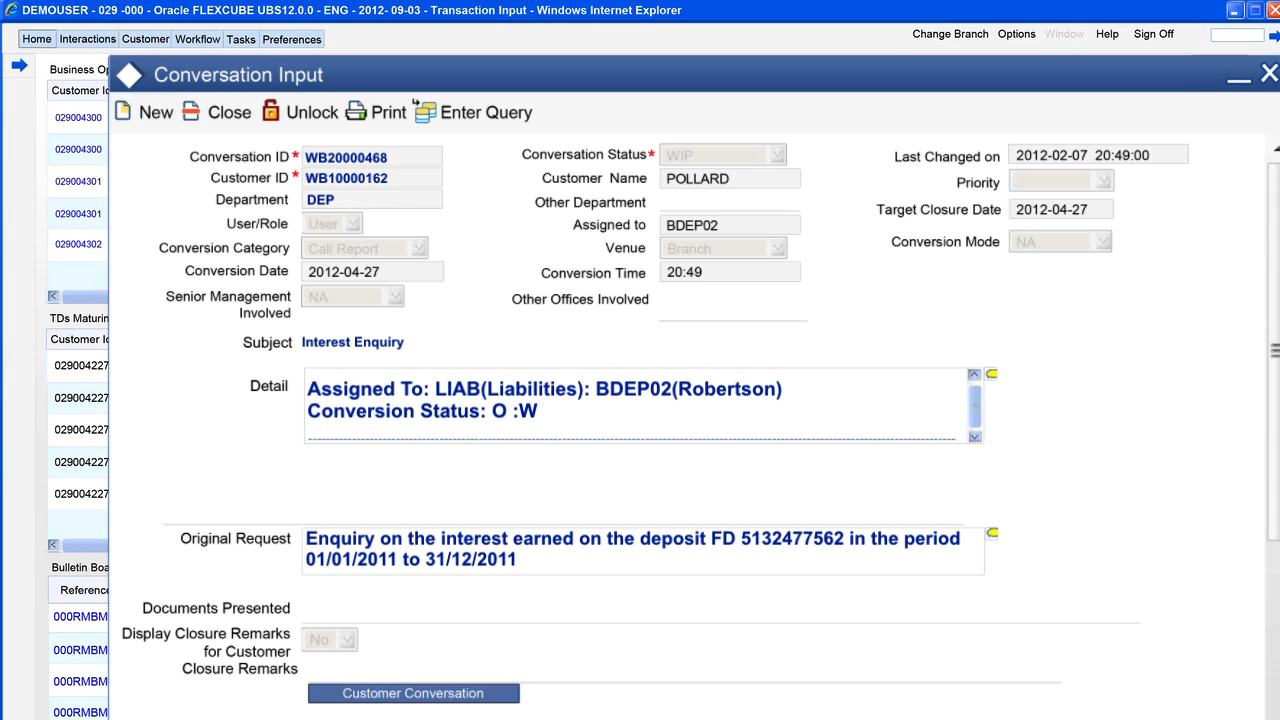 DEMOUSER - 029 -000 - Oracle FLEXCUBE UBS12.0.0 - ENG - 2012- 09-03 - Transaction Input - Windows Internet Explorer
Home Interactions Customer Workflow Tasks Preferences
Change Branch Options Window Help Sign Off
Business Op
Customer Id
029004300
029004300
029004301
029004301
029004302
TDs Maturin
Customer Id
029004227
029004227
029004227
029004227
029004227
Bulletin Boa
Reference
000RMBM
000RMBM
000RMBM
000RMBM
Conversation Input
New Close Unlock Print Enter Query
Conversation ID * WB20000468
Customer ID * WB10000162
Department DEP
User/Role User
Conversion Category Call Report
Conversion Date 2012-04-27
Senior Management Involved NA
Conversation Status* WIP
Customer Name POLLARD
Other Department
Assigned to BDEP02
Venue Branch
Conversion Time 20:49
Other Offices Involved
Last Changed on 2012-02-07 20:49:00
Priority
Target Closure Date 2012-04-27
Conversion Mode NA
Subject Interest Enquiry
Detail Assigned To: LIAB(Liabilities): BDEP02(Robertson)
Conversion Status: O :W
Original Request Enquiry on the interest earned on the deposit FD 5132477562 in the period
01/01/2011 to 31/12/2011
Documents Presented
Display Closure Remarks
for Customer No
Closure Remarks
Customer Conversation